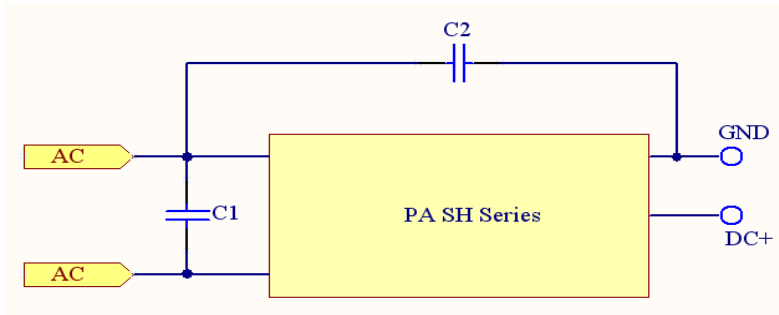 C2
AC
GND
C1
PA SH Series
DC+
AC